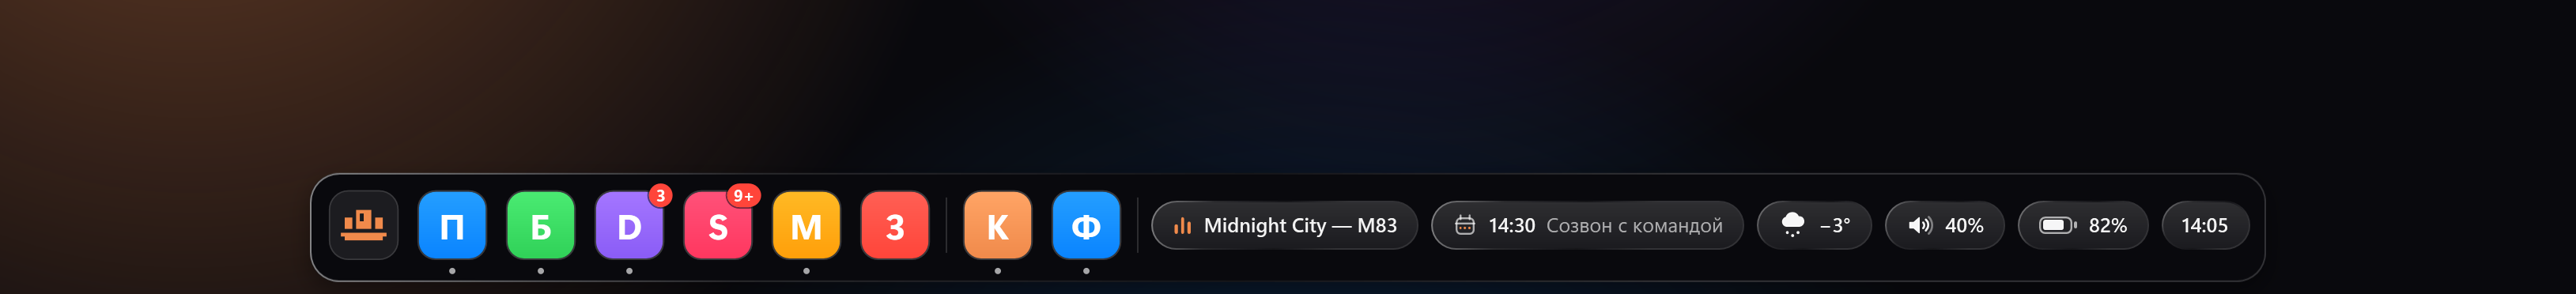 П Б D 3 S 9+ М З К Ф Midnight City — M83 14:30 Созвон с командой −3° 40% 82% 14:05